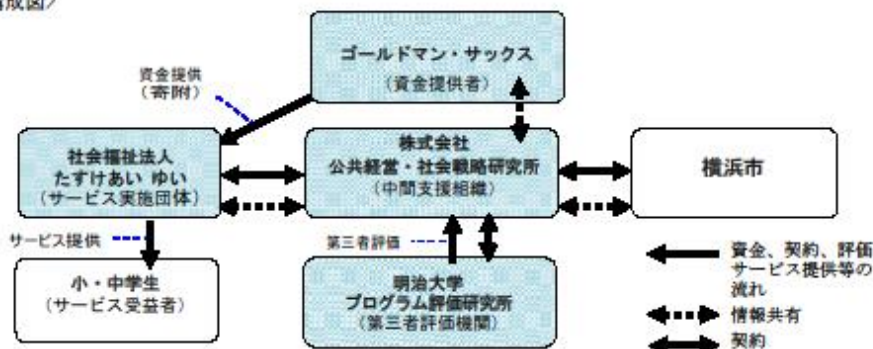 構成図＞
ゴールドマン・サックス
（資金提供者）
資金提供
（寄附）
社会福祉法人
たすけあい ゆい
（サービス実施団体）
株式会社
公共経営・社会戦略研究所
（中間支援組織）
横浜市
サービス提供
小・中学生
（サービス受益者）
第三者評価
明治大学
プログラム評価研究所
（第三者評価機関）
資金、契約、評価
サービス提供等の
流れ
情報共有
契約